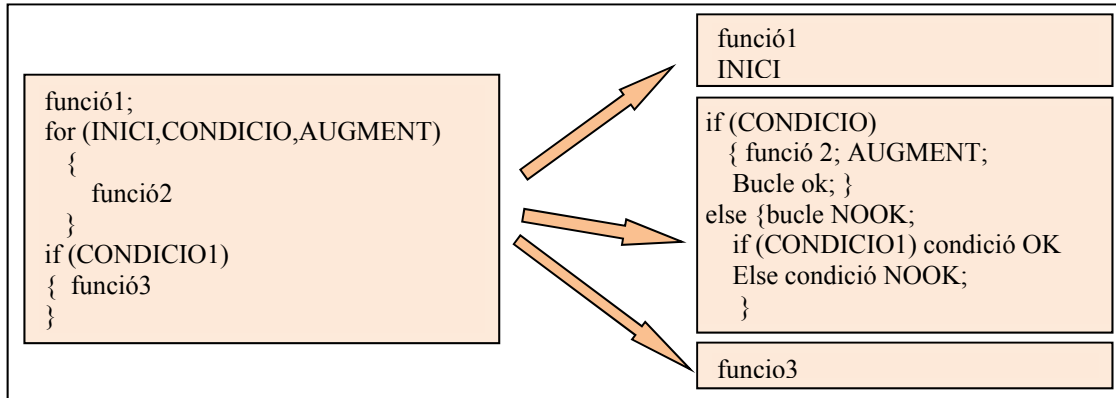 funció1;
for (INICI,CONDICIO,AUGMENT)
{
funció2
}
if (CONDICIO1)
{ funció3
}
funció1
INICI
if (CONDICIO)
{ funció 2; AUGMENT;
Bucle ok; }
else {bucle NOOK;
if (CONDICIO1) condició OK
Else condició NOOK;
}
funcio3